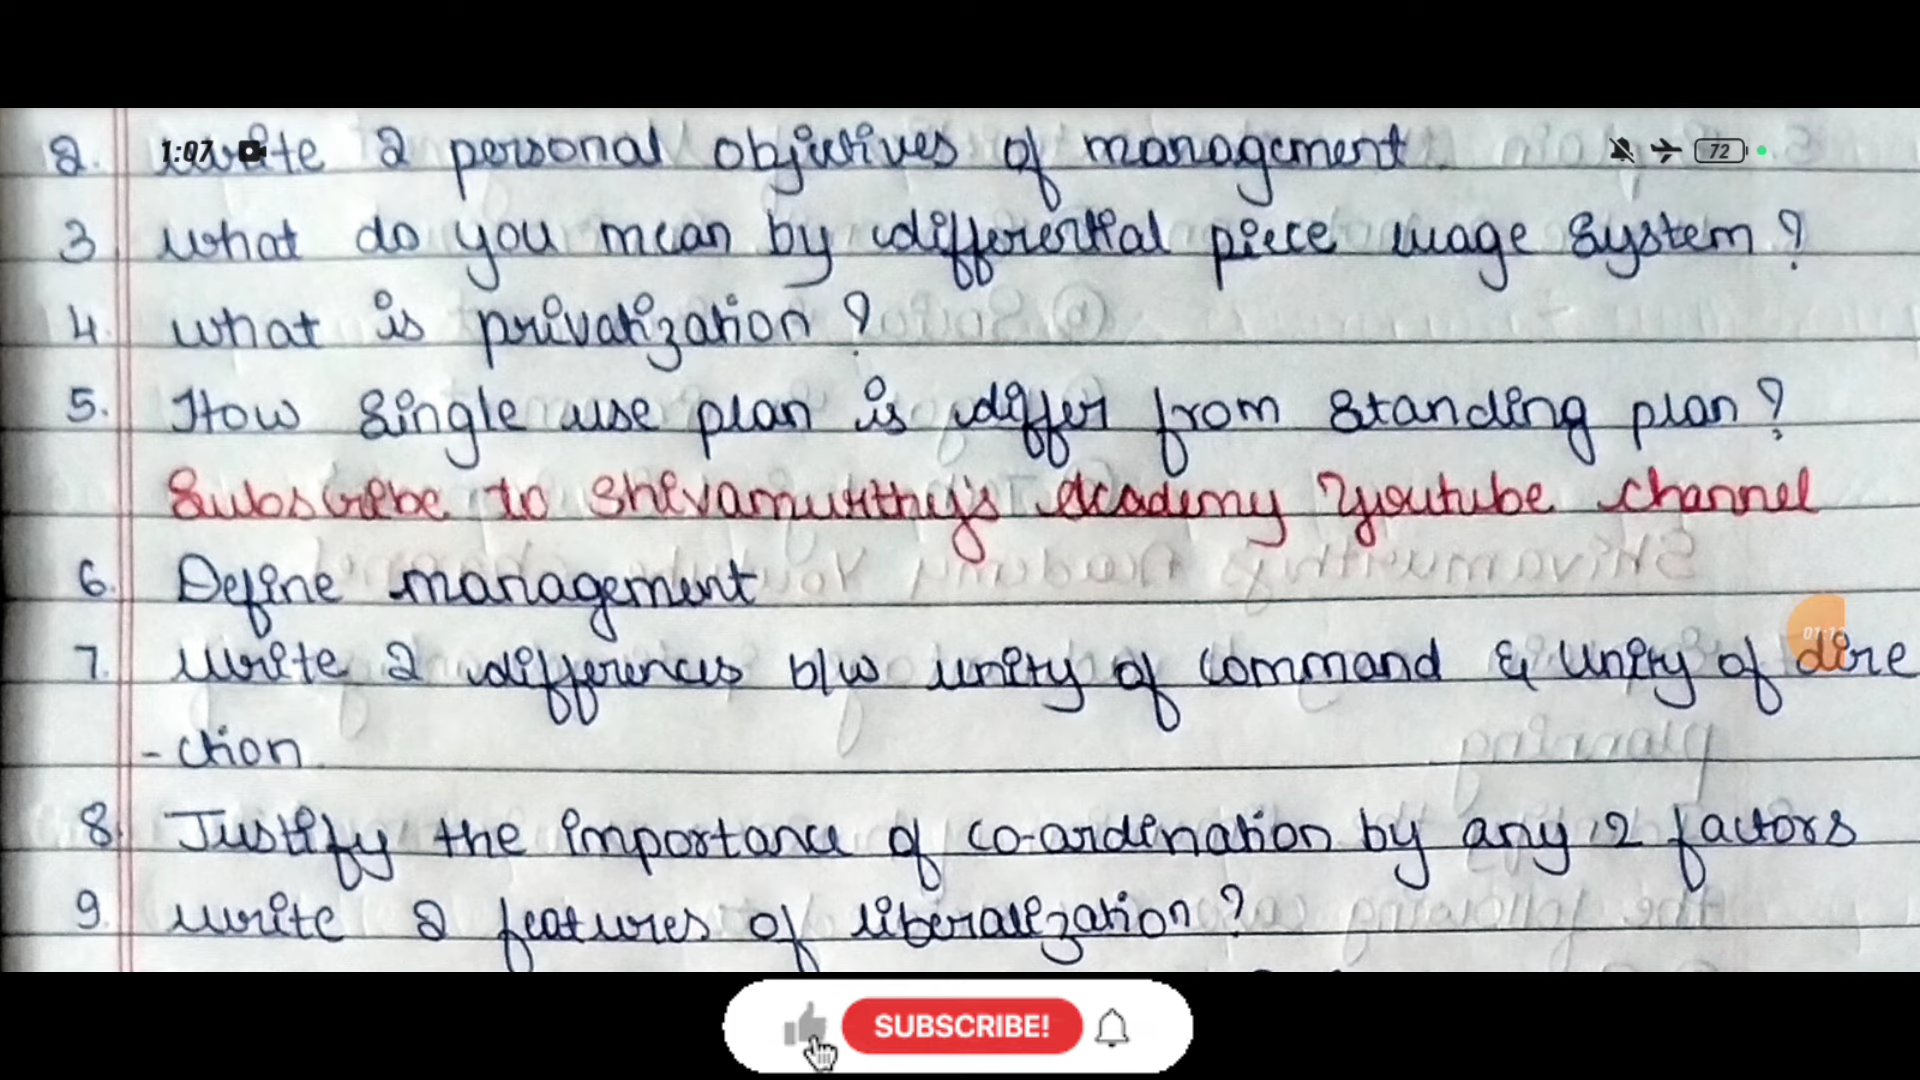 2. write 2 personal objectives of management
1:07
72
3 what do you mean by differential piece wage system?
4. what is privatization?
5. How Single use plan is differ from standing plan?
Subscribe to Shivamurthy's Academy Youtube channel
6. Define management
7. write 2 differences b/w unity of command & unity of dire
- ction
8. Justify the importance of co-ordination by any 2 factors
9. write 2 features of liberalization?
SUBSCRIBE!